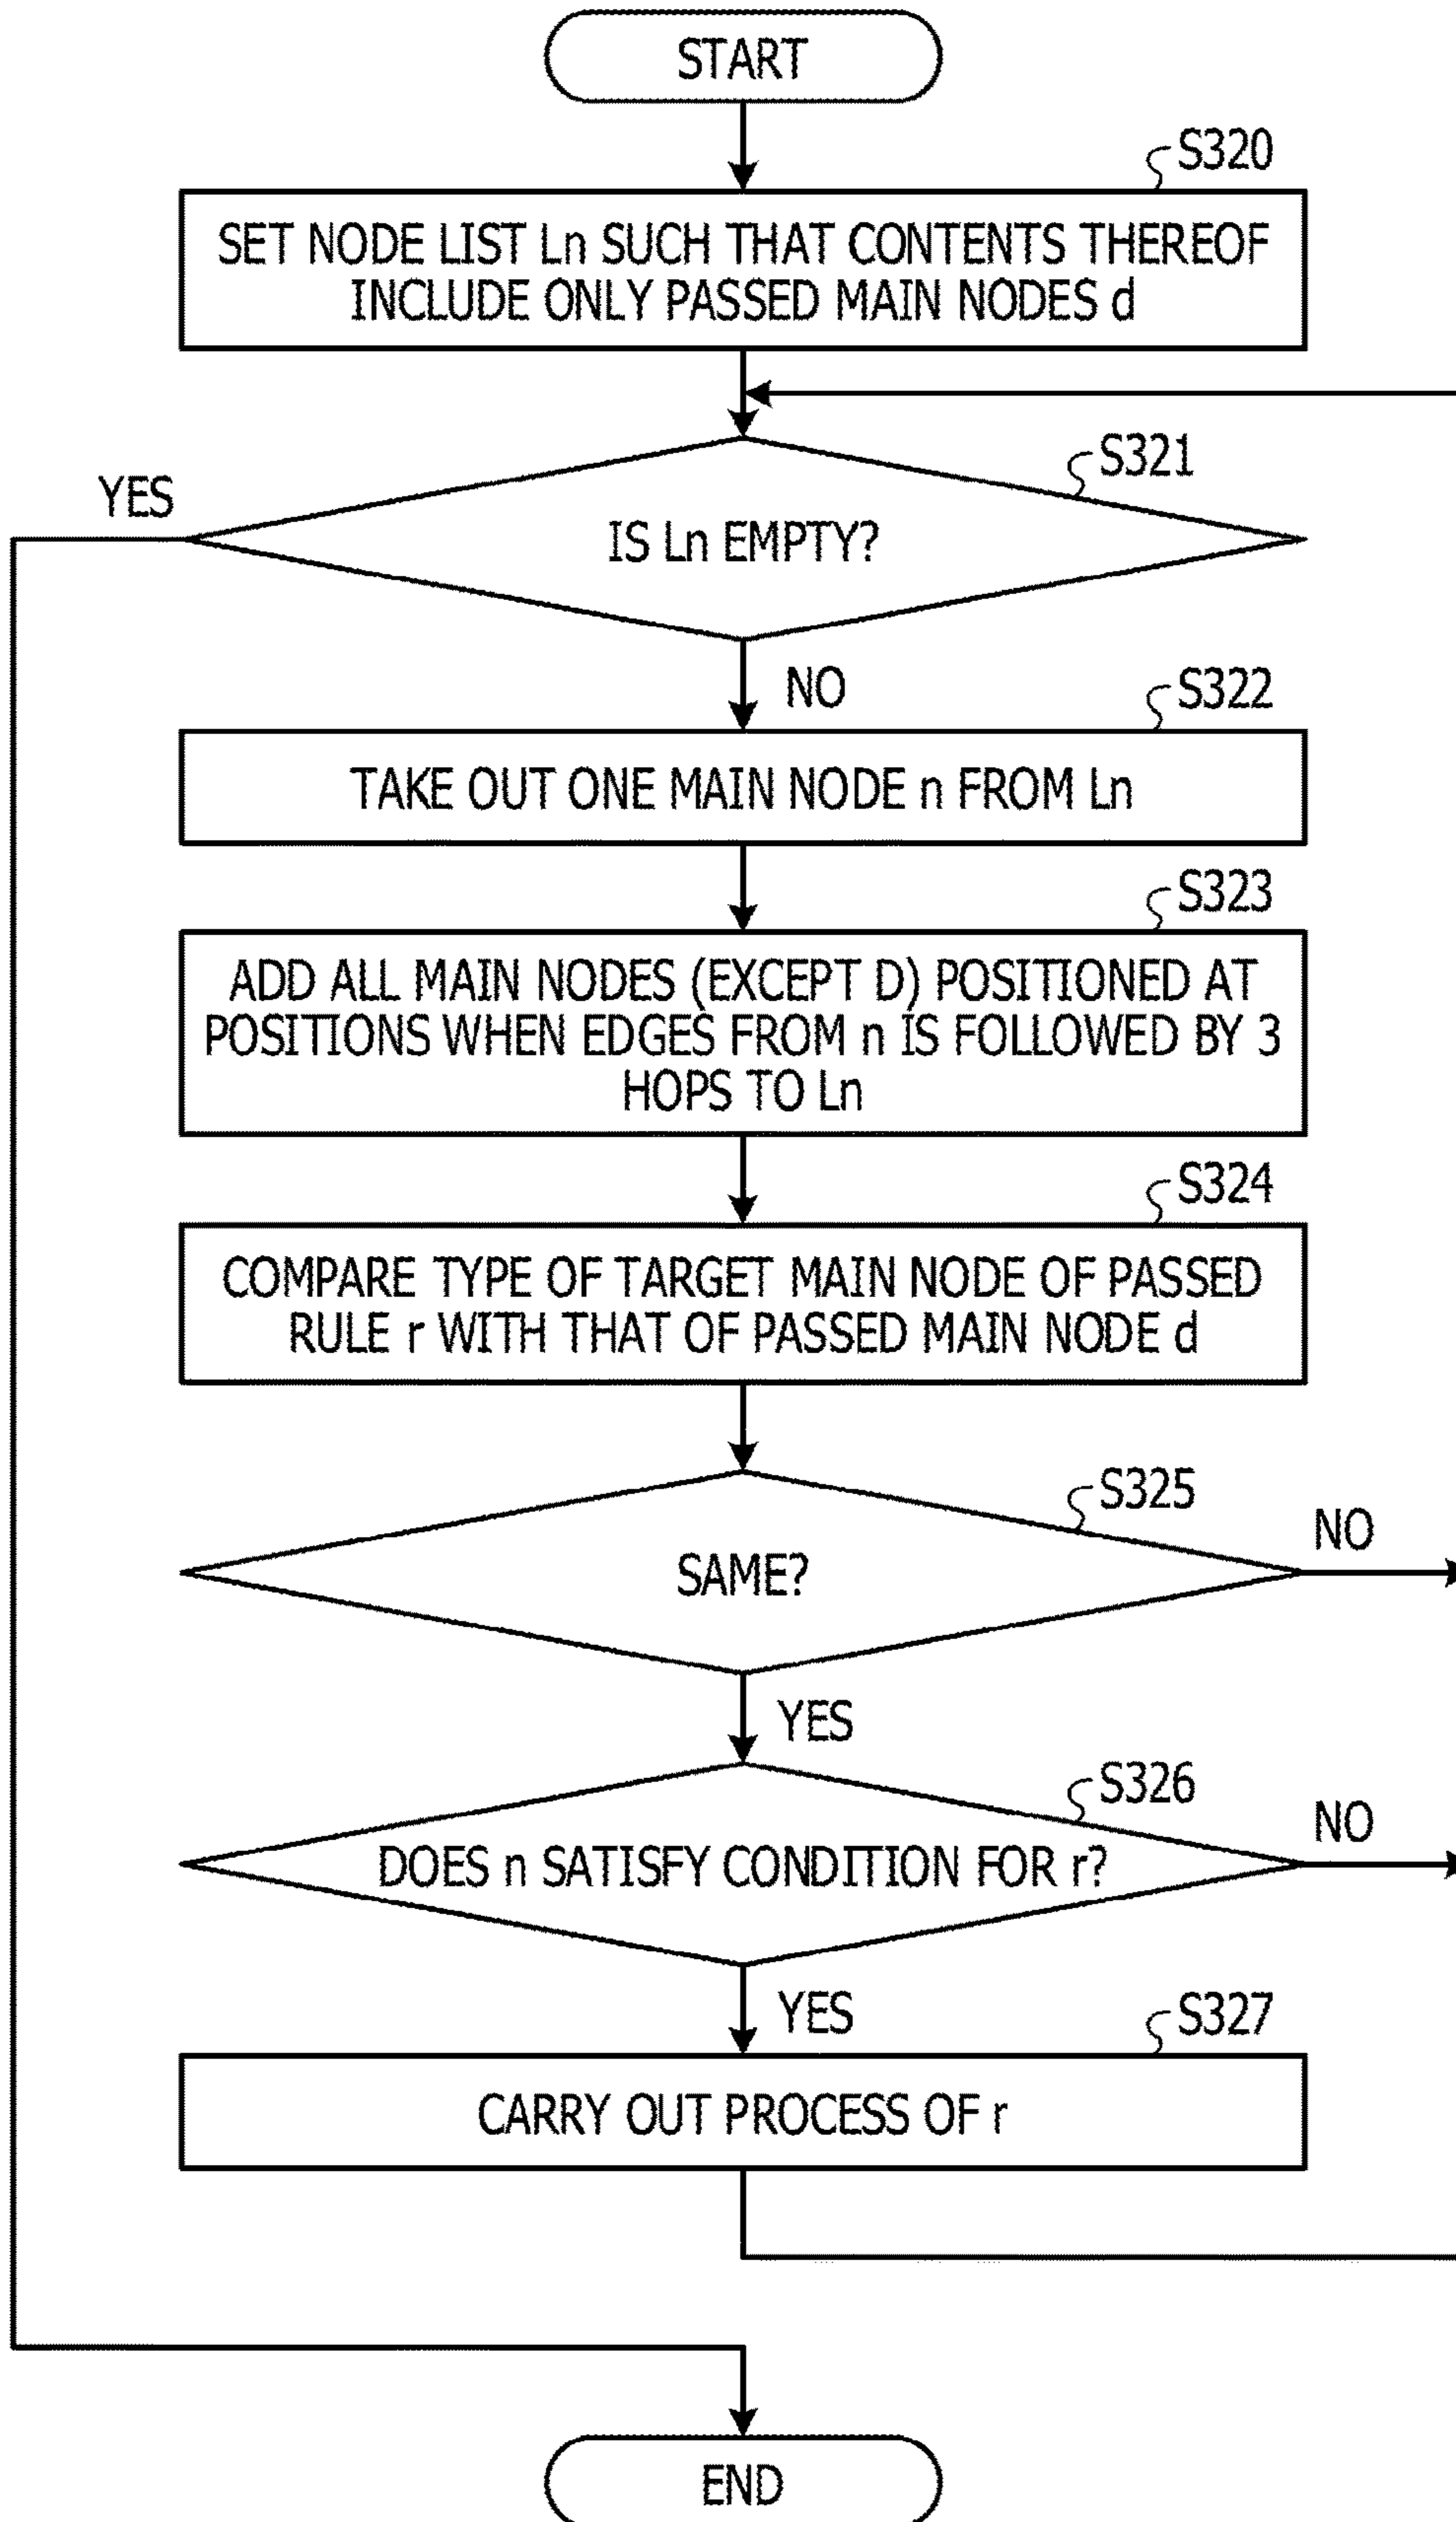 START
S320
SET NODE LIST Ln SUCH THAT CONTENTS THEREOF
INCLUDE ONLY PASSED MAIN NODES d
S321
YES
IS Ln EMPTY?
NO
S322
TAKE OUT ONE MAIN NODE n FROM Ln
S323
ADD ALL MAIN NODES (EXCEPT D) POSITIONED AT
POSITIONS WHEN EDGES FROM n IS FOLLOWED BY 3
HOPS TO Ln
S324
COMPARE TYPE OF TARGET MAIN NODE OF PASSED
RULE r WITH THAT OF PASSED MAIN NODE d
S325
NO
SAME?
YES
S326
NO
DOES n SATISFY CONDITION FOR r?
YES
S327
CARRY OUT PROCESS OF r
END